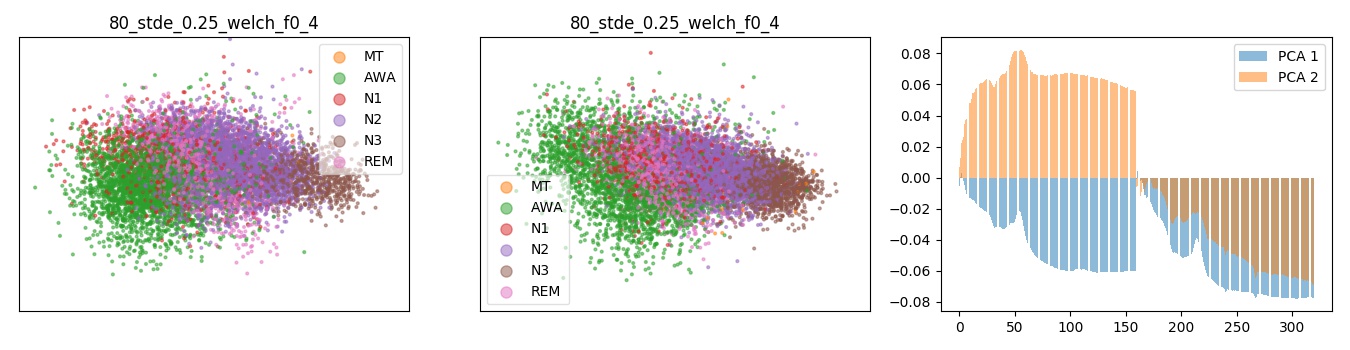 80_stde_0.25_welch_f0_4
MT
AWA
N1
N2
N3
REM
80_stde_0.25_welch_f0_4
MT
AWA
N1
N2
N3
REM
PCA 1
PCA 2
0.08
0.06
0.04
0.02
0.00
−0.02
−0.04
−0.06
−0.08
0 50 100 150 200 250 300